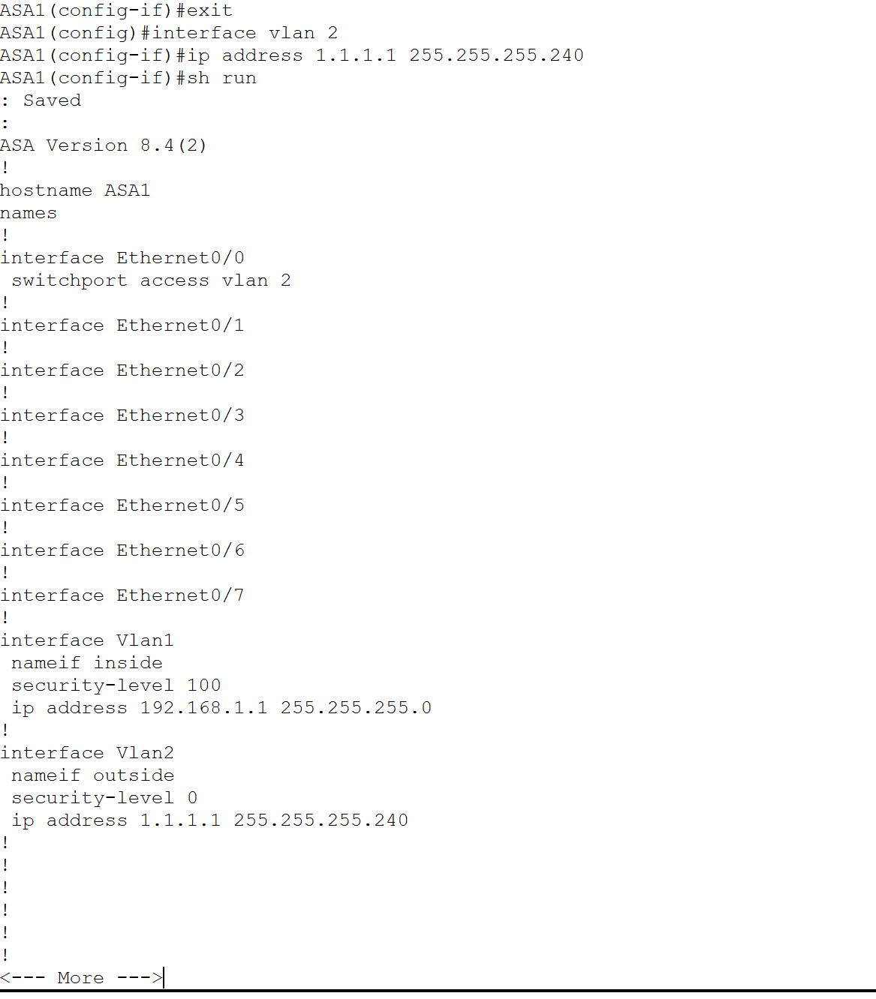 ASA1(config-if)#exit
ASA1(config)#interface vlan 2
ASA1(config-if)#ip address 1.1.1.1 255.255.255.240
ASA1(config-if)#sh run
: Saved
:
ASA Version 8.4(2)
!
hostname ASA1
names
!
interface Ethernet0/0
 switchport access vlan 2
!
interface Ethernet0/1
!
interface Ethernet0/2
!
interface Ethernet0/3
!
interface Ethernet0/4
!
interface Ethernet0/5
!
interface Ethernet0/6
!
interface Ethernet0/7
!
interface Vlan1
 nameif inside
 security-level 100
 ip address 192.168.1.1 255.255.255.0
!
interface Vlan2
 nameif outside
 security-level 0
 ip address 1.1.1.1 255.255.255.240
!
!
!
!
!
!
<--- More --->